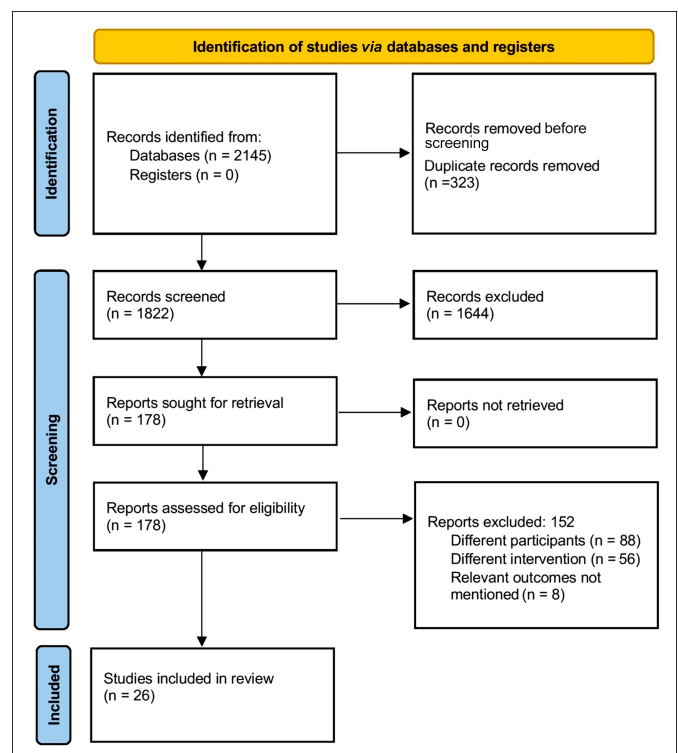 Identification of studies via databases and registers
Identification
Records identified from:
Databases (n = 2145)
Registers (n = 0)
Records removed before
screening
Duplicate records removed
(n =323)
Screening
Records screened
(n = 1822)
Records excluded
(n = 1644)
Reports sought for retrieval
(n = 178)
Reports not retrieved
(n = 0)
Reports assessed for eligibility
(n = 178)
Reports excluded: 152
Different participants (n = 88)
Different intervention (n = 56)
Relevant outcomes not
mentioned (n = 8)
Included
Studies included in review
(n = 26)